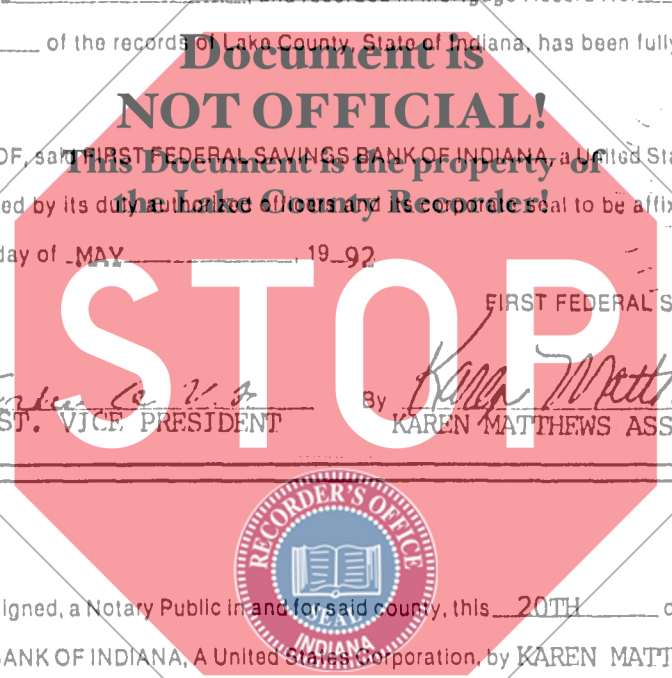 of the records of Lake County, State of Indiana, has been fully
Document is
NOT OFFICIAL!
OF, said FIRST FEDERAL SAVINGS BANK OF INDIANA, a United Sta
This Document is the property of
ed by its duly authorized officers and its corporate seal to be affix
the Lake County Recorder!
day of MAY, 19 92
STOP
FIRST FEDERAL S
By Karen Matt
ST. VICE PRESIDENT KAREN MATTHEWS ASS
RECORDER'S OFFICE
SEAL
INDIANA
igned, a Notary Public in and for said county, this 20TH
BANK OF INDIANA, A United States Corporation, by KAREN MATT